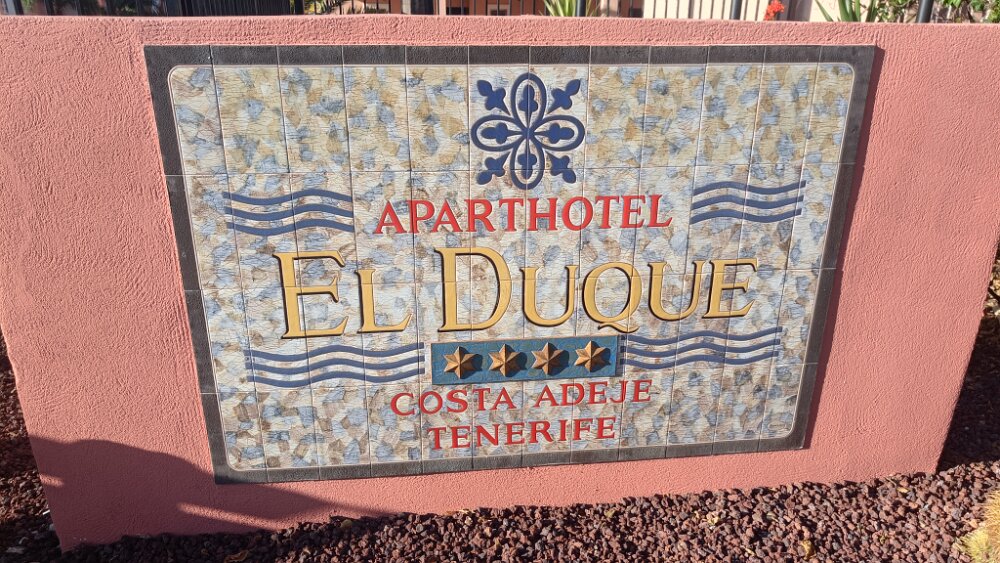 APARTHOTEL
EL DUQUE
COSTA ADEJE
TENERIFE